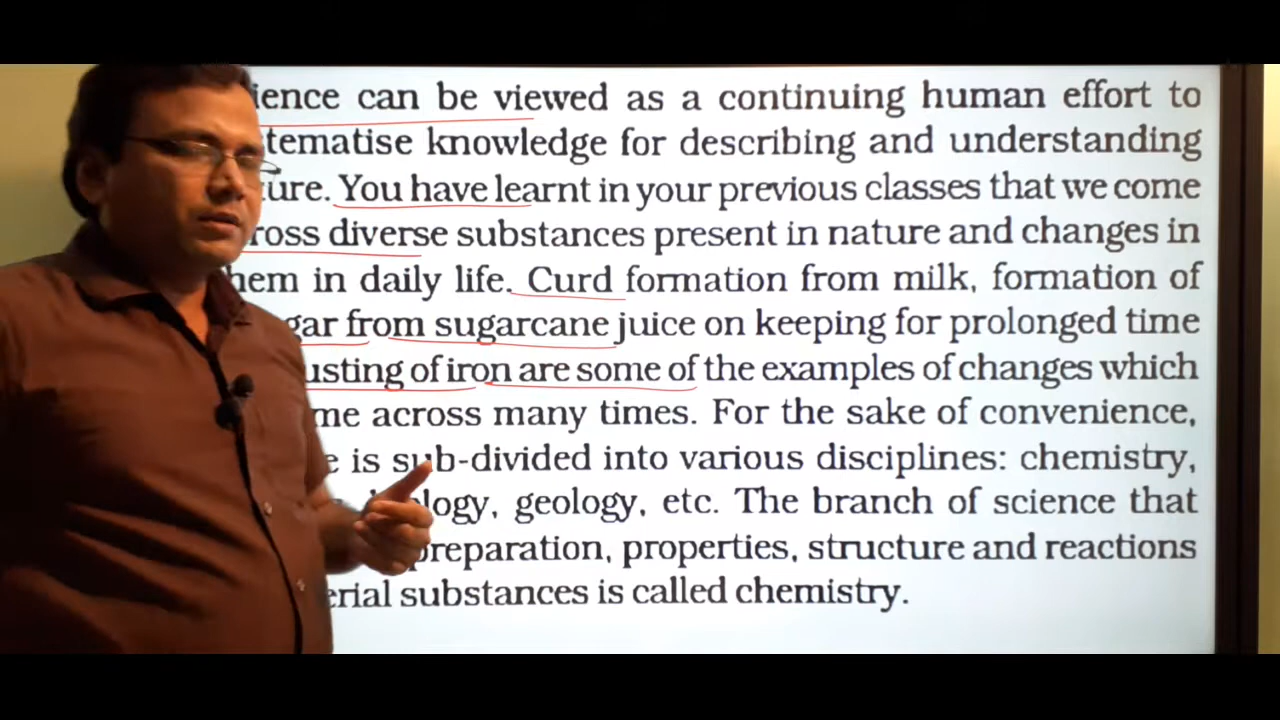 ience can be viewed as a continuing human effort to
tematise knowledge for describing and understanding
ure. You have learnt in your previous classes that we come
ross diverse substances present in nature and changes in
hem in daily life. Curd formation from milk, formation of
gar from sugarcane juice on keeping for prolonged time
usting of iron are some of the examples of changes which
me across many times. For the sake of convenience,
e is sub-divided into various disciplines: chemistry,
logy, geology, etc. The branch of science that
preparation, properties, structure and reactions
erial substances is called chemistry.